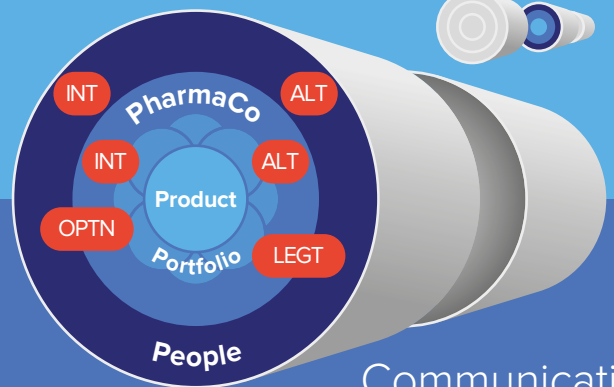 INT
ALT
PharmaCo
INT
ALT
Product
OPTN
LEGT
Portfolio
People